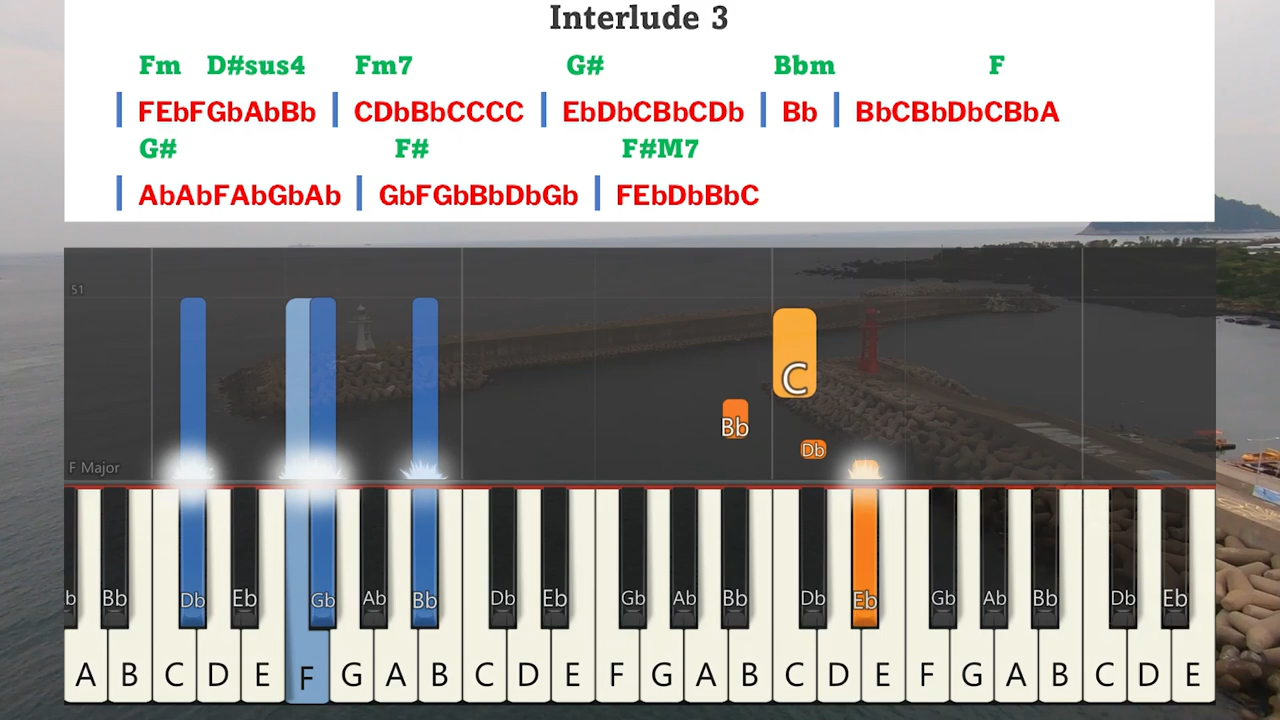 Interlude 3
Fm D#sus4 Fm7 G# Bbm F
| FEbFGbAbBb | CDbBbCCCC | EbDbCBbCDb | Bb | BbCBbDbCBbA
G# F# F#M7
| AbAbFAbGbAb | GbFGbBbDbGb | FEbDbBbC
51
C
Bb
Db
F Major
b Bb Db Eb Gb Ab Bb Db Eb Gb Ab Bb Db Eb Gb Ab Bb Db Eb
A B C D E F G A B C D E F G A B C D E F G A B C D E